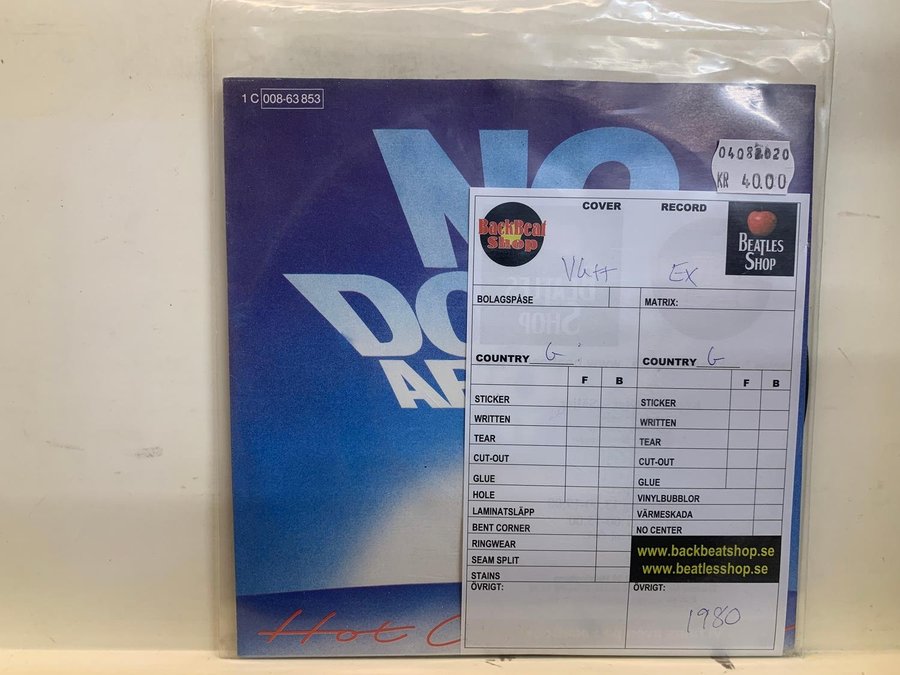 1 C 008-63 853
NO
DO
A
Hot C
04082020
KR 40.00
BackBeat
Shop
COVER
RECORD
BEATLES
SHOP
VG++
EX
BOLAGSPÅSE
MATRIX:
COUNTRY G
COUNTRY G
F B
F B
STICKER
STICKER
WRITTEN
WRITTEN
TEAR
TEAR
CUT-OUT
CUT-OUT
GLUE
GLUE
HOLE
VINYLBUBBLOR
LAMINATSLÄPP
VÄRMESKADA
BENT CORNER
NO CENTER
RINGWEAR
SEAM SPLIT
STAINS
www.backbeatshop.se
www.beatlesshop.se
ÖVRIGT:
ÖVRIGT:
1980